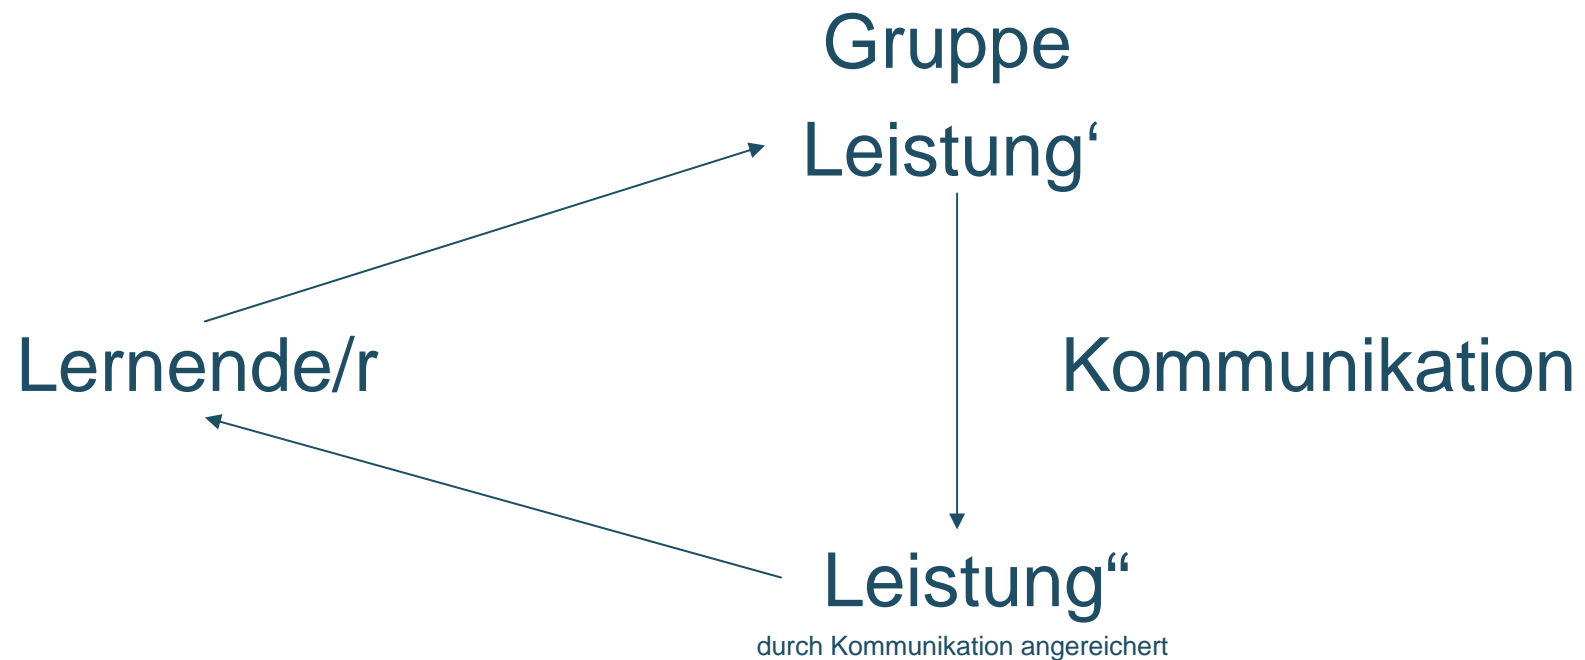 Gruppe
Leistung‘
Lernende/r
Kommunikation
Leistung“
durch Kommunikation angereichert